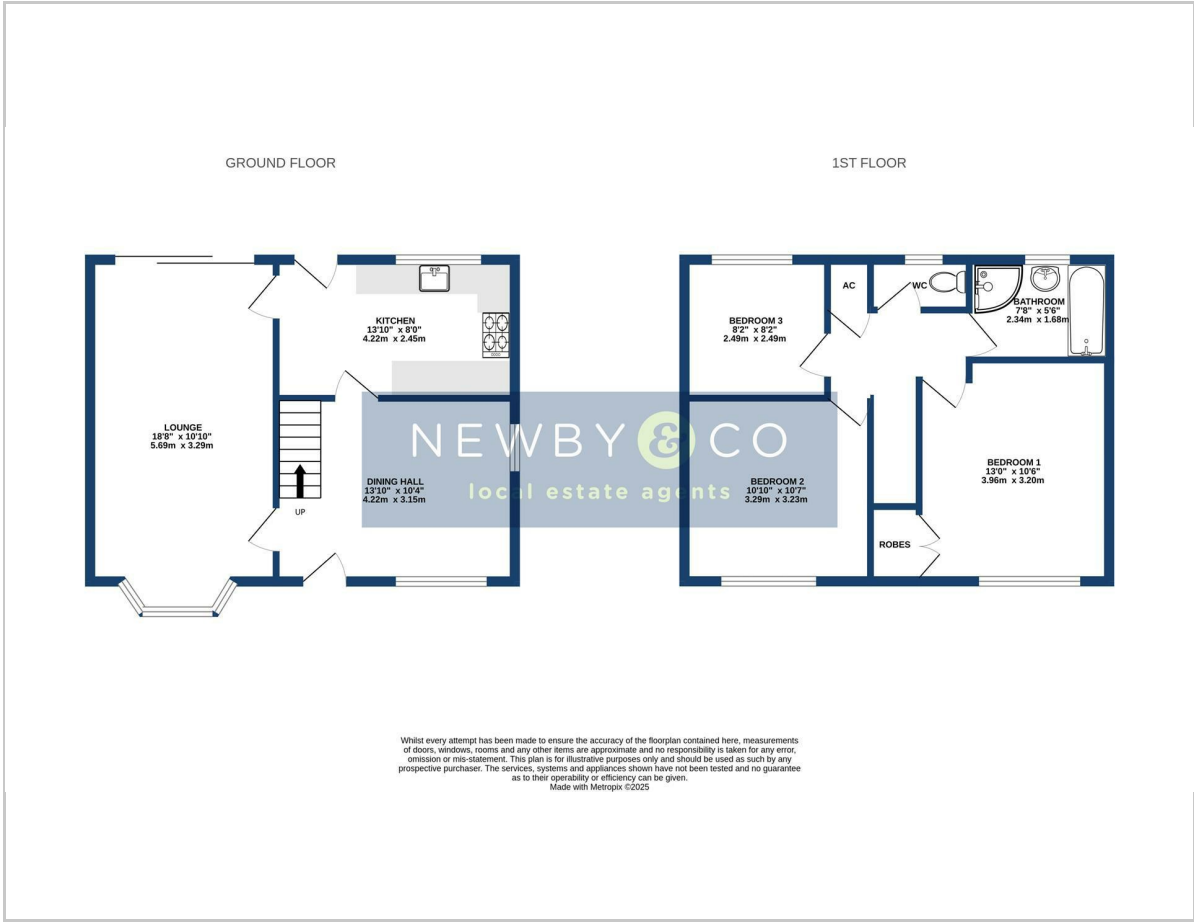 GROUND FLOOR
1ST FLOOR
LOUNGE
18'8" x 10'10"
5.69m x 3.29m
KITCHEN
13'10" x 8'0"
4.22m x 2.45m
DINING HALL
13'10" x 10'4"
4.22m x 3.15m
UP
BEDROOM 3
8'2" x 8'2"
2.49m x 2.49m
AC
WC
BATHROOM
7'8" x 5'6"
2.34m x 1.68m
BEDROOM 2
10'10" x 10'7"
3.29m x 3.23m
BEDROOM 1
13'0" x 10'6"
3.96m x 3.20m
ROBES
NEWBY & CO
local estate agents
Whilst every attempt has been made to ensure the accuracy of the floorplan contained here, measurements
of doors, windows, rooms and any other items are approximate and no responsibility is taken for any error,
omission or mis-statement. This plan is for illustrative purposes only and should be used as such by any
prospective purchaser. The services, systems and appliances shown have not been tested and no guarantee
as to their operability or efficiency can be given.
Made with Metropix ©2025